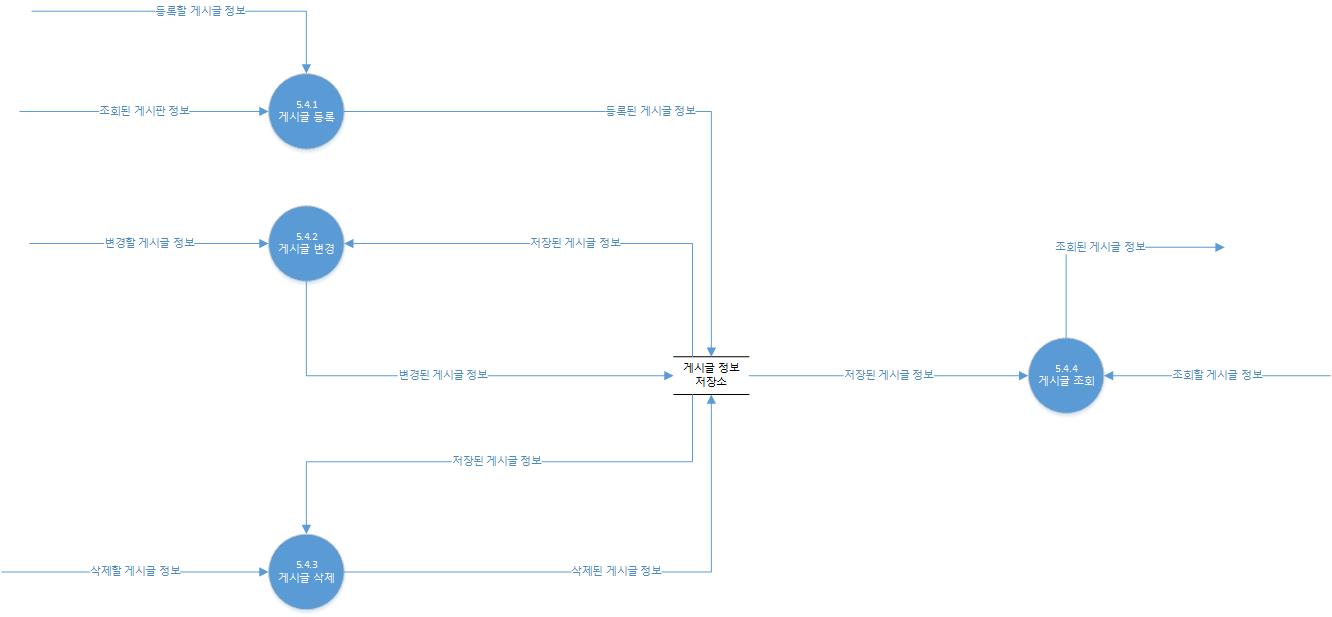 등록할 게시글 정보
조회된 게시판 정보
5.4.1
게시글 등록
등록된 게시글 정보
변경할 게시글 정보
5.4.2
게시글 변경
저장된 게시글 정보
조회된 게시글 정보
변경된 게시글 정보
게시글 정보
저장소
저장된 게시글 정보
5.4.4
게시글 조회
조회할 게시글 정보
저장된 게시글 정보
삭제할 게시글 정보
5.4.3
게시글 삭제
삭제된 게시글 정보